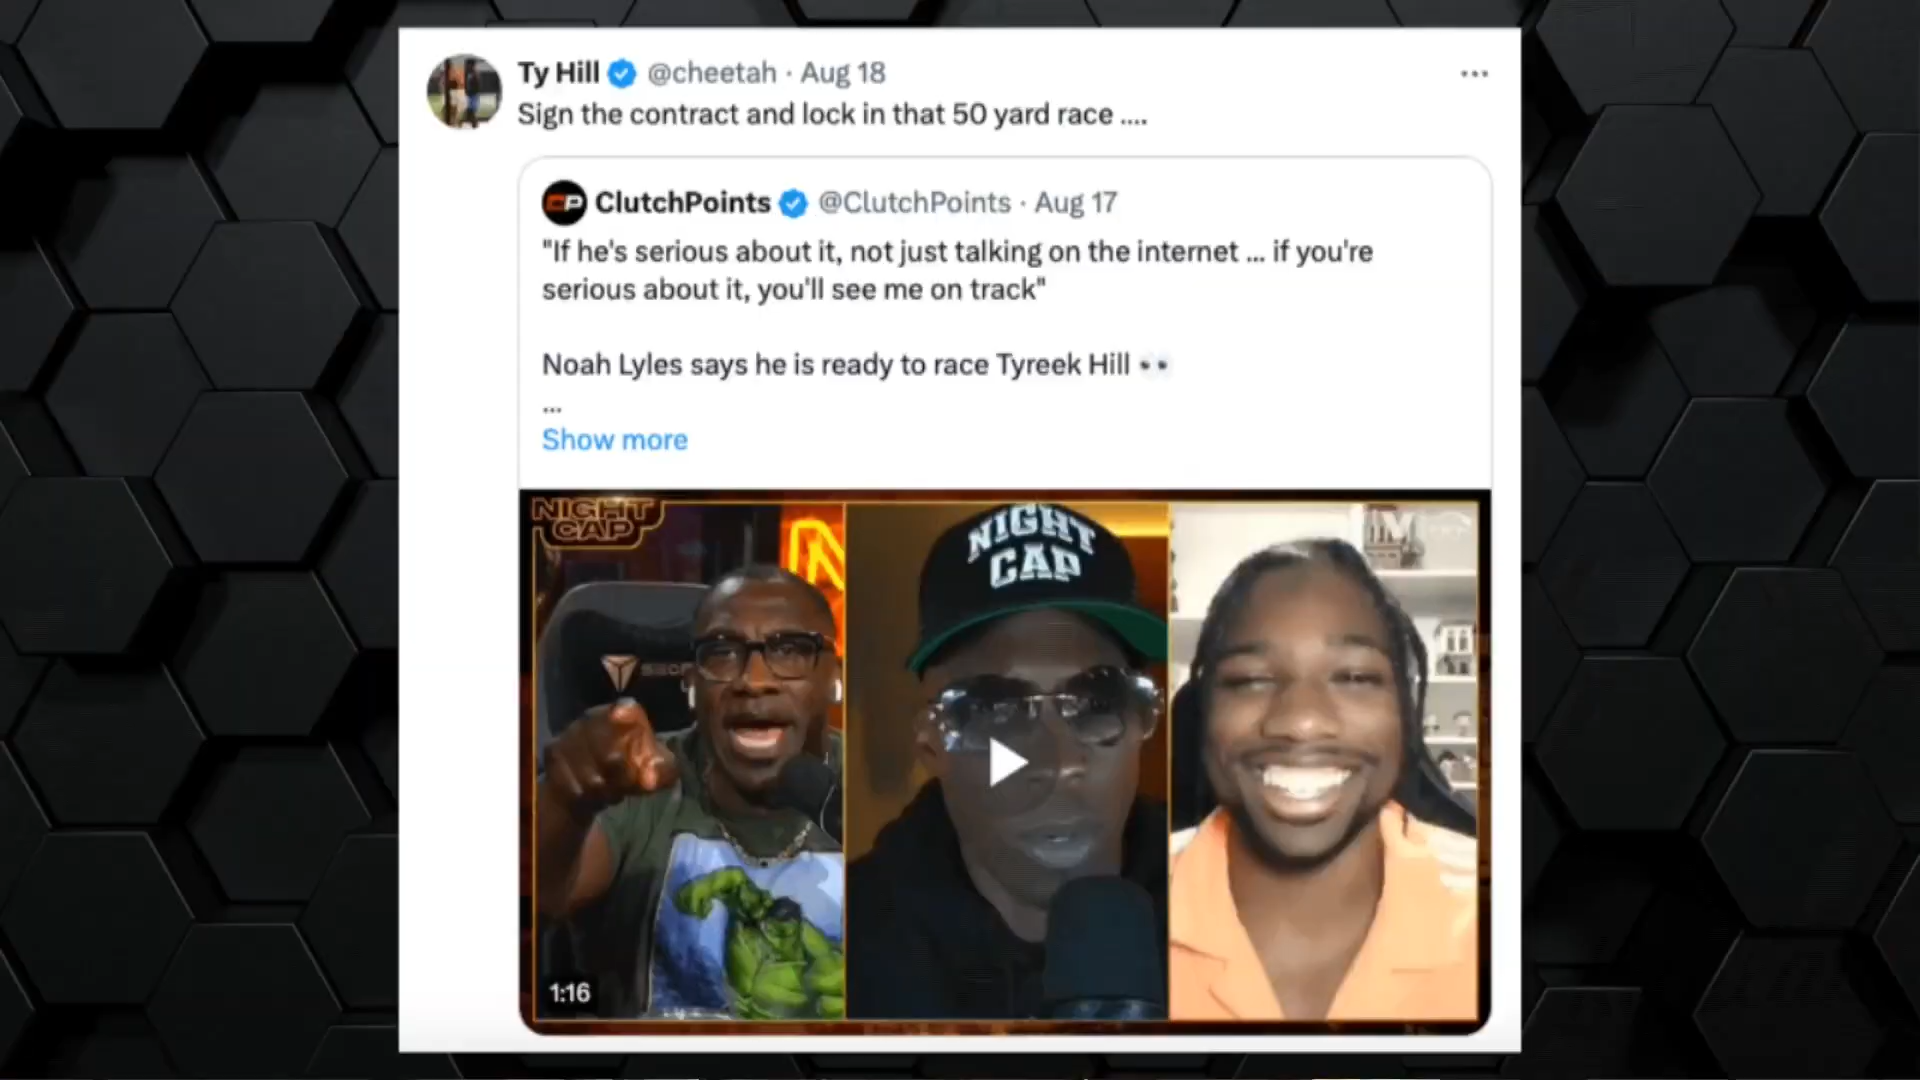 Ty Hill @cheetah · Aug 18
Sign the contract and lock in that 50 yard race ....
ClutchPoints @ClutchPoints · Aug 17
"If he's serious about it, not just talking on the internet ... if you're
serious about it, you'll see me on track"
Noah Lyles says he is ready to race Tyreek Hill 👀
...
Show more
NIGHT
CAP
NIGHT
CAP
1:16